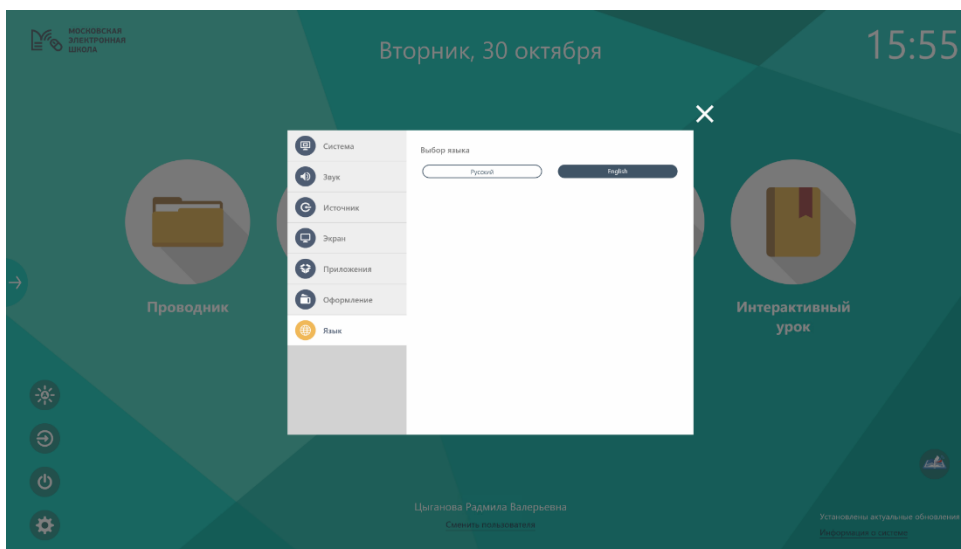 МОСКОВСКАЯ
ЭЛЕКТРОННАЯ
ШКОЛА
Вторник, 30 октября
15:55
Система
Звук
Источник
Экран
Приложения
Оформление
Язык
Выбор языка
Русский
English
Проводник
Интерактивный
урок
Цыганова Радмила Валерьевна
Сменить пользователя
Установлены актуальные обновления
Информация о системе